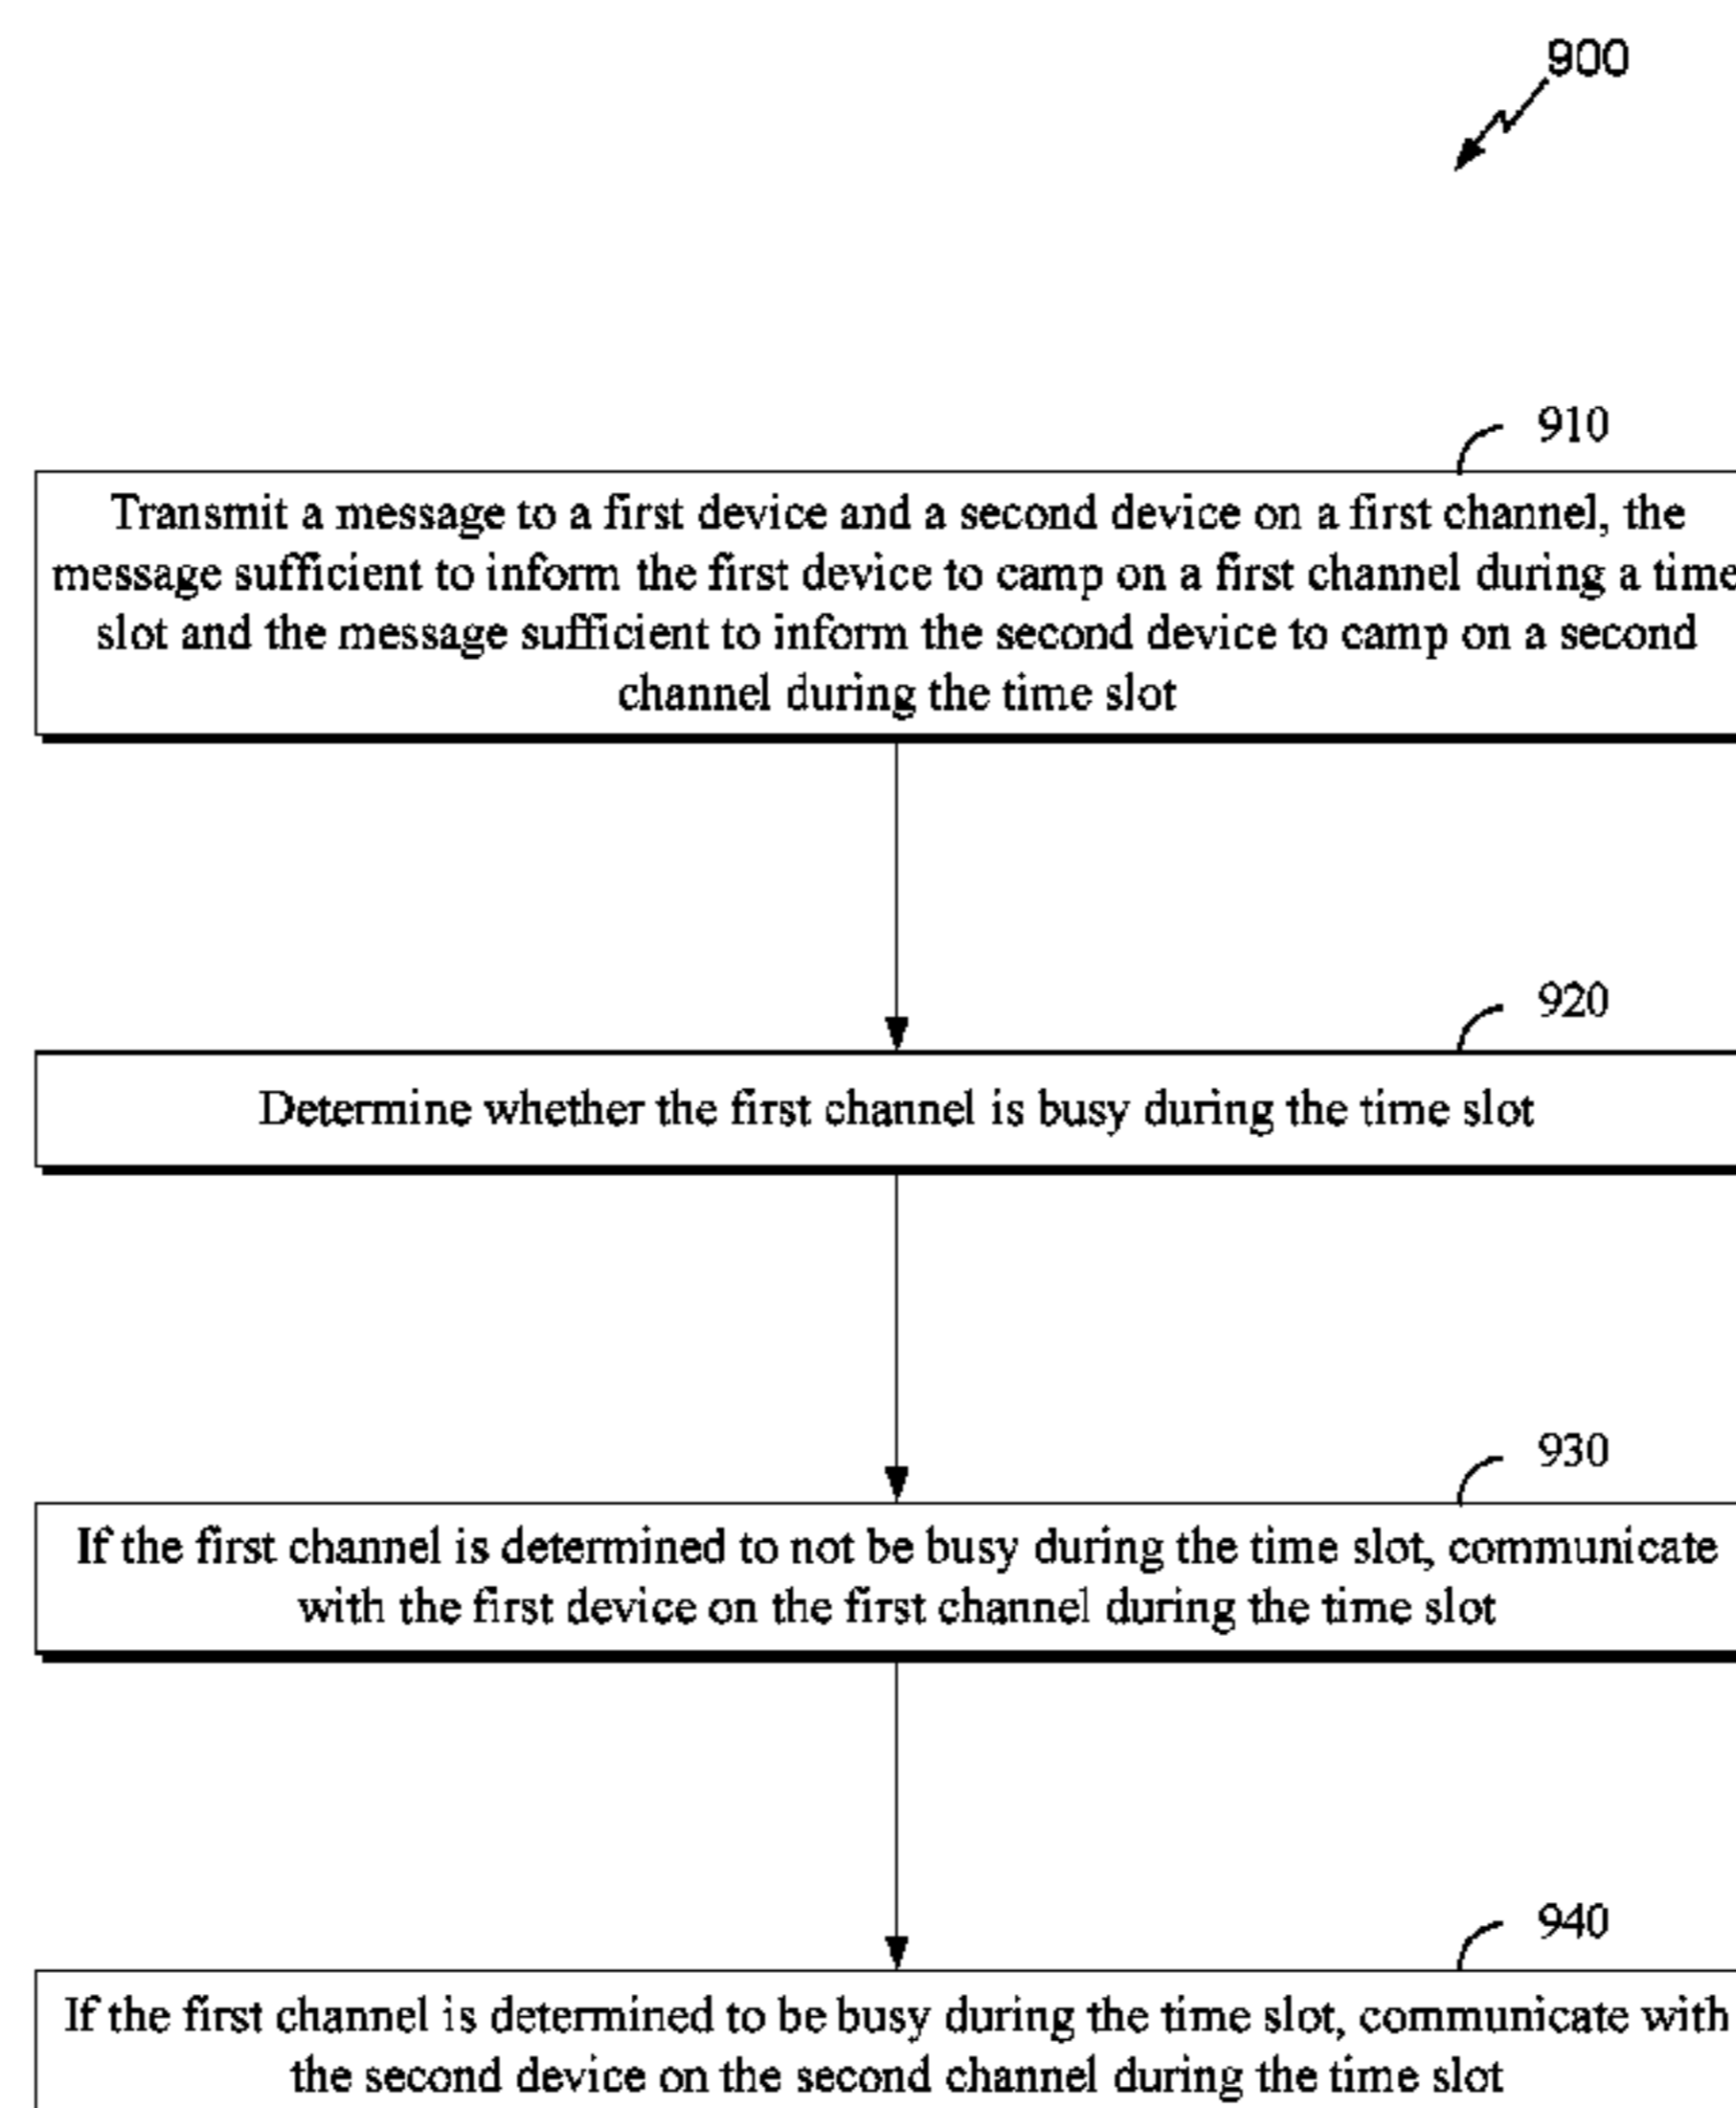 900
910
Transmit a message to a first device and a second device on a first channel, the
message sufficient to inform the first device to camp on a first channel during a time
slot and the message sufficient to inform the second device to camp on a second
channel during the time slot
920
Determine whether the first channel is busy during the time slot
930
If the first channel is determined to not be busy during the time slot, communicate
with the first device on the first channel during the time slot
940
If the first channel is determined to be busy during the time slot, communicate with
the second device on the second channel during the time slot